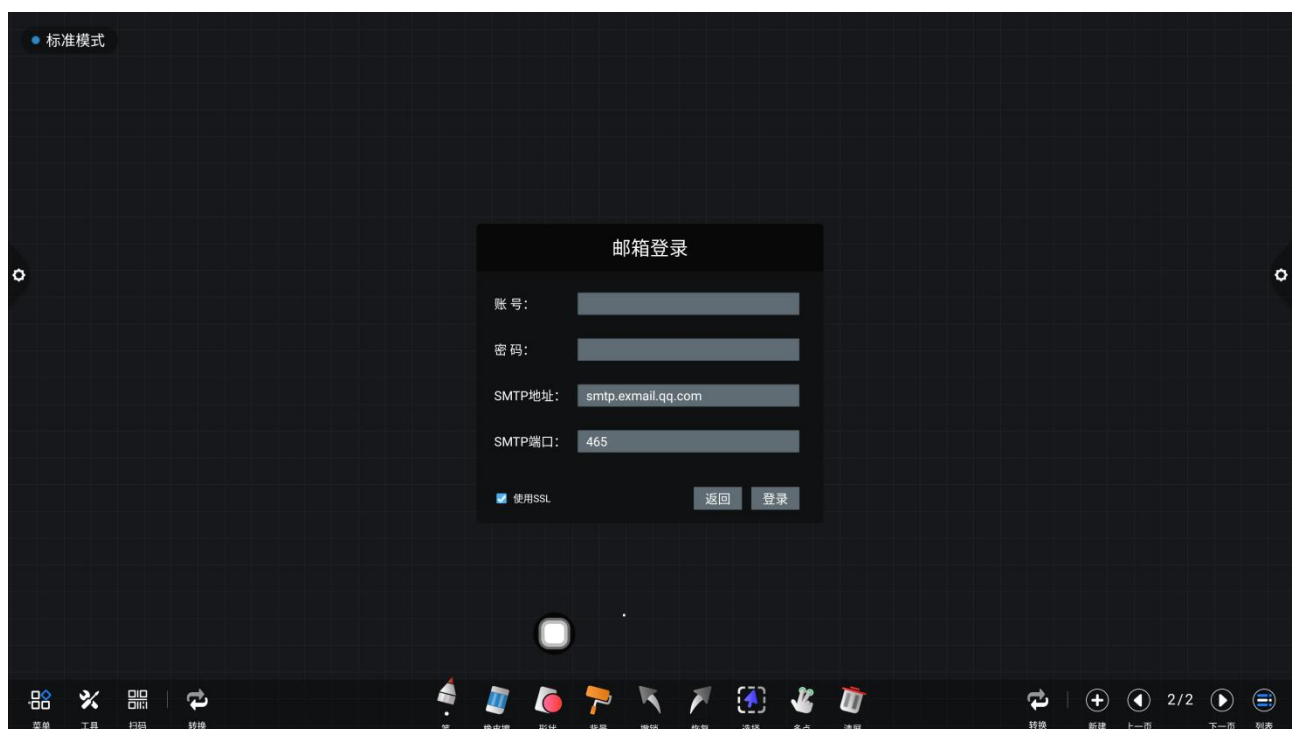 标准模式
邮箱登录
账号：
密码：
SMTP地址： smtp.exmail.qq.com
SMTP端口： 465
使用SSL 返回 登录
2/2
菜单 工具 扫码 转换 笔 橡皮擦 形状 背景 撤销 恢复 选择 多点 清屏 转换 新建 上一页 下一页 列表